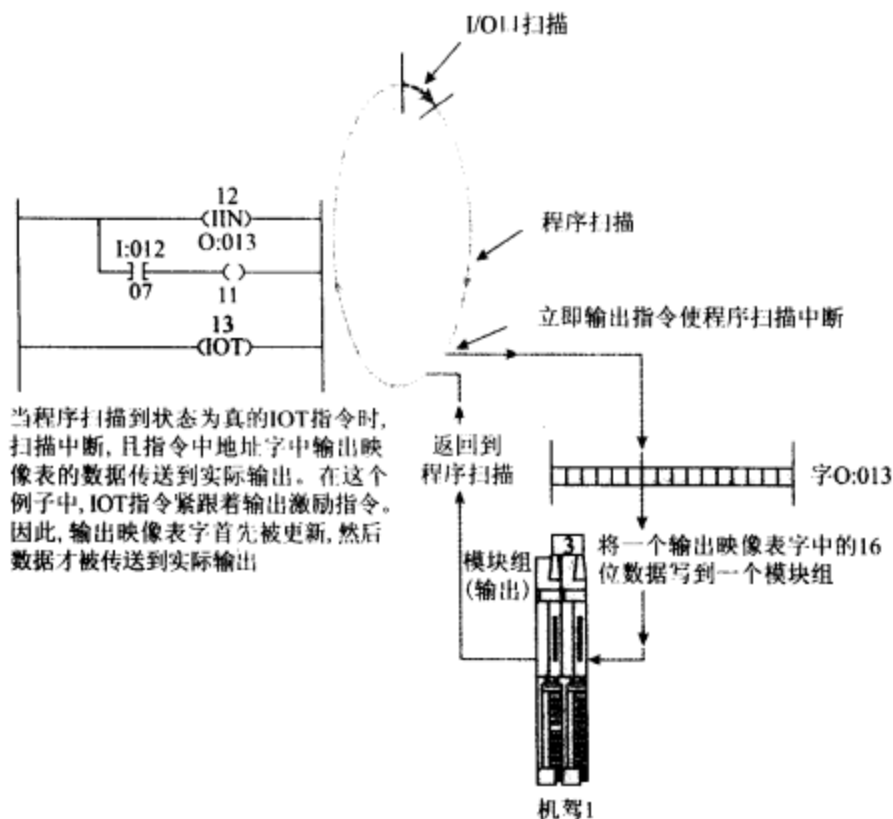 I/O口扫描
12
(IIN)
O:013
I:012
07
( )
11
13
(IOT)
程序扫描
立即输出指令使程序扫描中断
当程序扫描到状态为真的IOT指令时,
扫描中断, 且指令中地址字中输出映
像表的数据传送到实际输出。在这个
例子中, IOT指令紧跟着输出激励指令。
因此, 输出映像表字首先被更新, 然后
数据才被传送到实际输出
返回到
程序扫描
字O:013
模块组
(输出)
3
将一个输出映像表字中的16
位数据写到一个模块组
机驾1